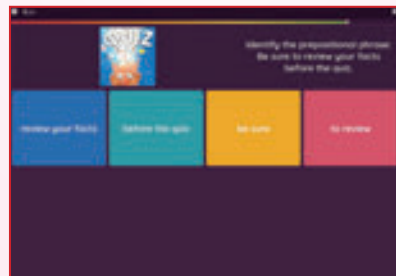 QUIZ
Identify the prepositional phrase.
Be sure to review your facts
before the quiz.
review your facts
before the quiz
be sure
to review